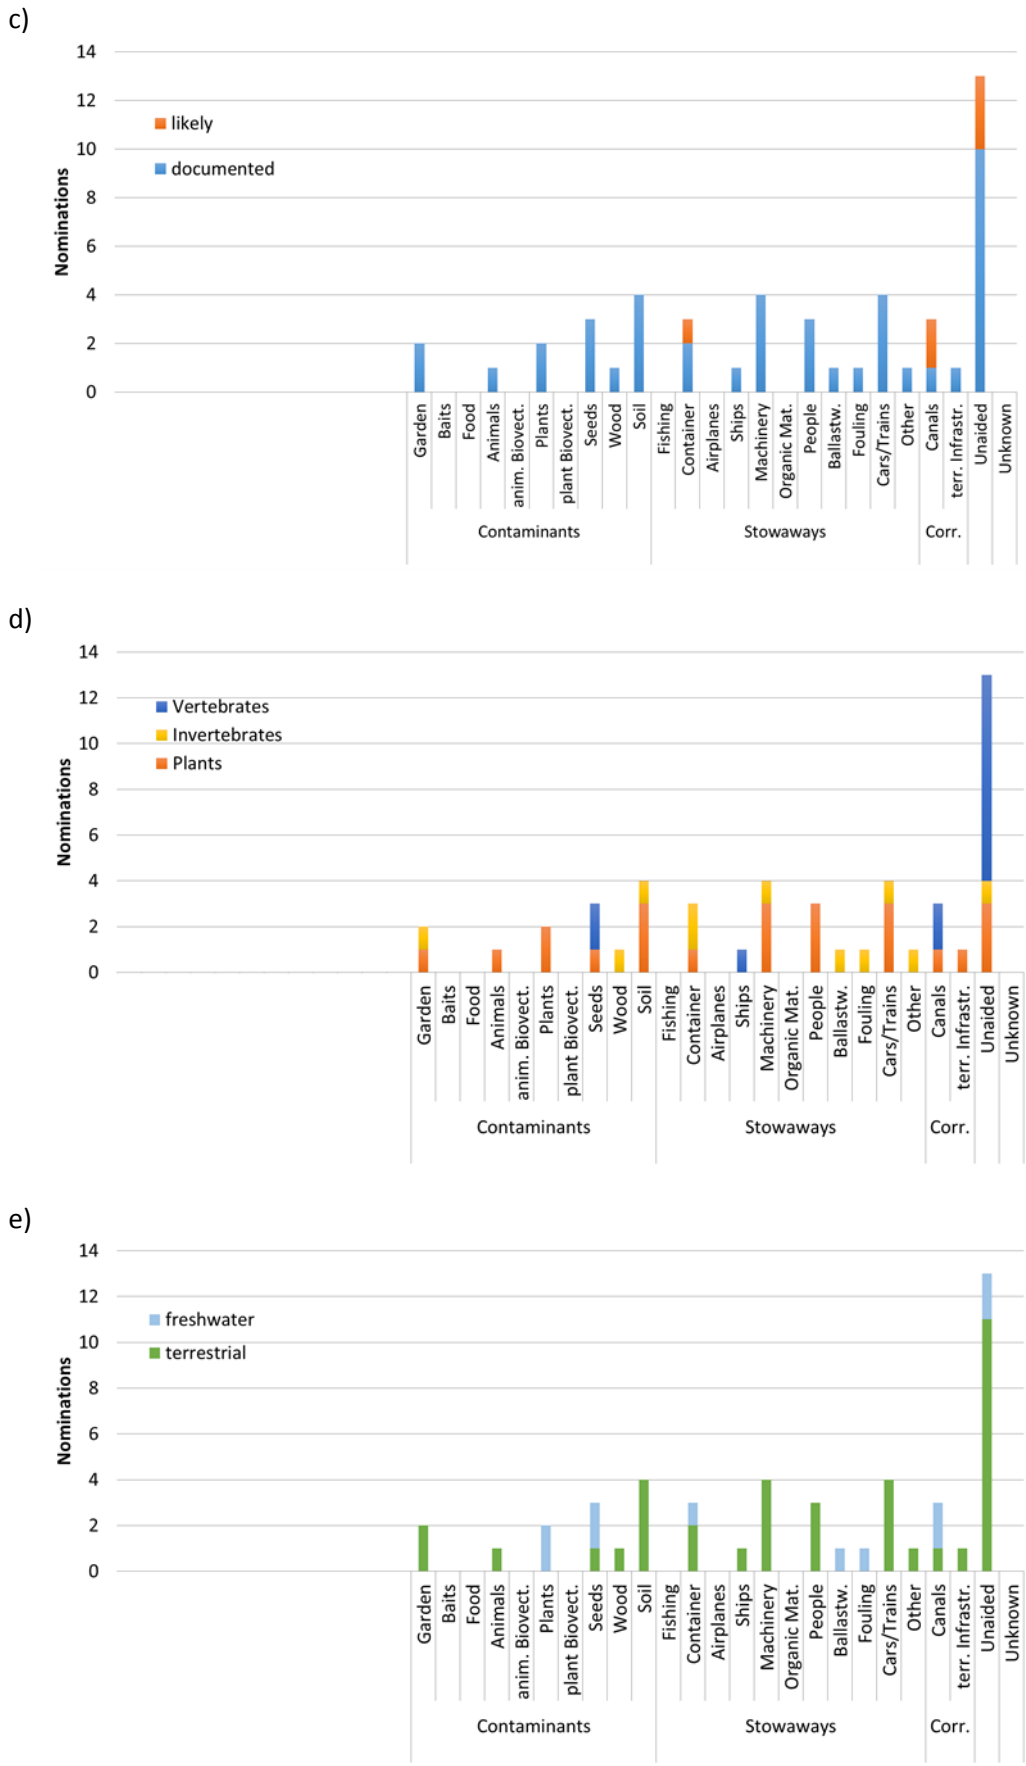 c)
14
12
10
8
6
4
2
0
Nominations
likely
documented
Garden
Baits
Food
Animals
anim. Biovect.
Plants
plant Biovect.
Seeds
Wood
Soil
Fishing
Container
Airplanes
Ships
Machinery
Organic Mat.
People
Ballastw.
Fouling
Cars/Trains
Other
Canals
terr. Infrastr.
Unaided
Unknown
Contaminants
Stowaways
Corr.
d)
14
12
10
8
6
4
2
0
Nominations
Vertebrates
Invertebrates
Plants
Garden
Baits
Food
Animals
anim. Biovect.
Plants
plant Biovect.
Seeds
Wood
Soil
Fishing
Container
Airplanes
Ships
Machinery
Organic Mat.
People
Ballastw.
Fouling
Cars/Trains
Other
Canals
terr. Infrastr.
Unaided
Unknown
Contaminants
Stowaways
Corr.
e)
14
12
10
8
6
4
2
0
Nominations
freshwater
terrestrial
Garden
Baits
Food
Animals
anim. Biovect.
Plants
plant Biovect.
Seeds
Wood
Soil
Fishing
Container
Airplanes
Ships
Machinery
Organic Mat.
People
Ballastw.
Fouling
Cars/Trains
Other
Canals
terr. Infrastr.
Unaided
Unknown
Contaminants
Stowaways
Corr.